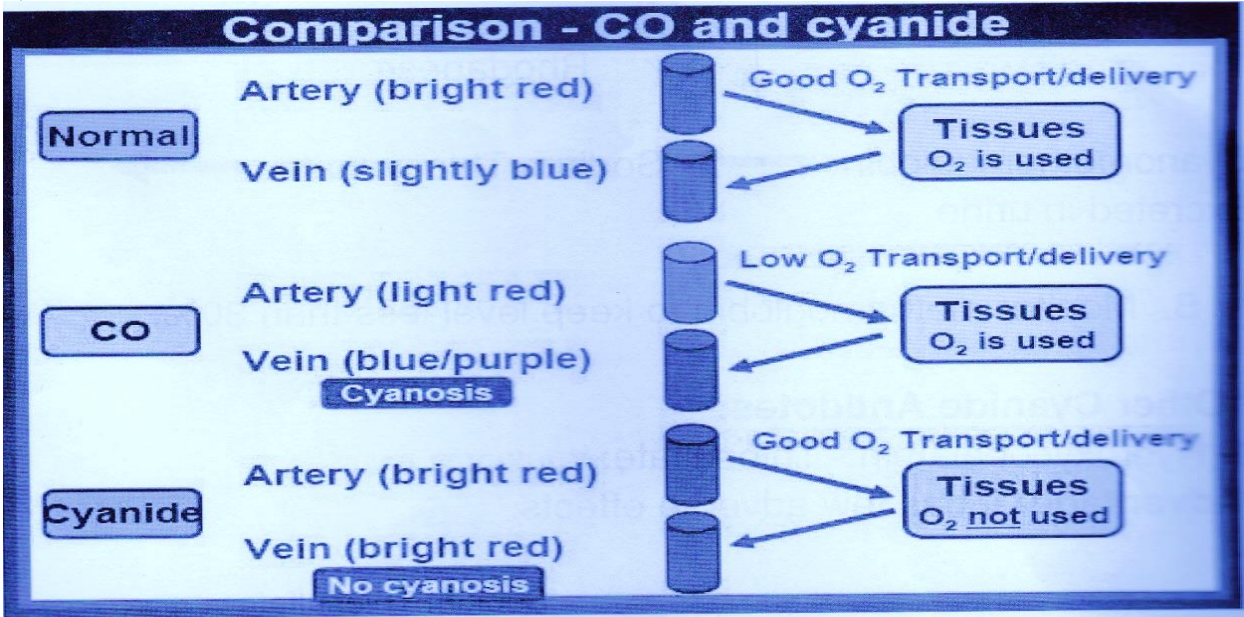 Comparison - CO and cyanide
Normal
Artery (bright red)
Vein (slightly blue)
Good O₂ Transport/delivery
Tissues
O₂ is used
CO
Artery (light red)
Vein (blue/purple)
Cyanosis
Low O₂ Transport/delivery
Tissues
O₂ is used
Cyanide
Artery (bright red)
Vein (bright red)
No cyanosis
Good O₂ Transport/delivery
Tissues
O₂ not used